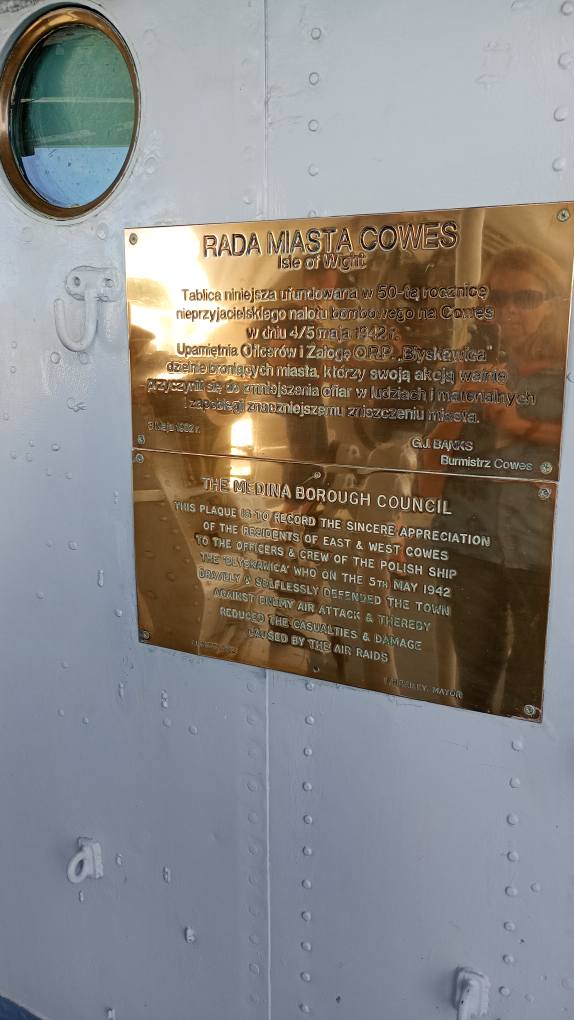 RADA MIASTA COWES
Isle of Wight
Tablica niniejsza ufundowana w 50-tą rocznicę
nieprzyjacielskiego nalotu bombowego na Cowes
w dniu 4/5 maja 1942 r.
Upamiętnia Oficerów i Załogę O.R.P. „Błyskawica"
dzielnie broniących miasta, którzy swoją akcją walnie
przyczynili się do zmniejszenia ofiar w ludziach i materialnych
i zapobiegli znaczniejszemu zniszczeniu miasta.
G.J. BANKS
Burmistrz Cowes
THE MEDINA BOROUGH COUNCIL
THIS PLAQUE IS TO RECORD THE SINCERE APPRECIATION
OF THE RESIDENTS OF EAST & WEST COWES
TO THE OFFICERS & CREW OF THE POLISH SHIP
THE 'BLYSKAWICA' WHO ON THE 5TH MAY 1942
BRAVELY & SELFLESSLY DEFENDED THE TOWN
AGAINST ENEMY AIR ATTACK & THEREBY
REDUCED THE CASUALTIES & DAMAGE
CAUSED BY THE AIR RAIDS
MAYOR